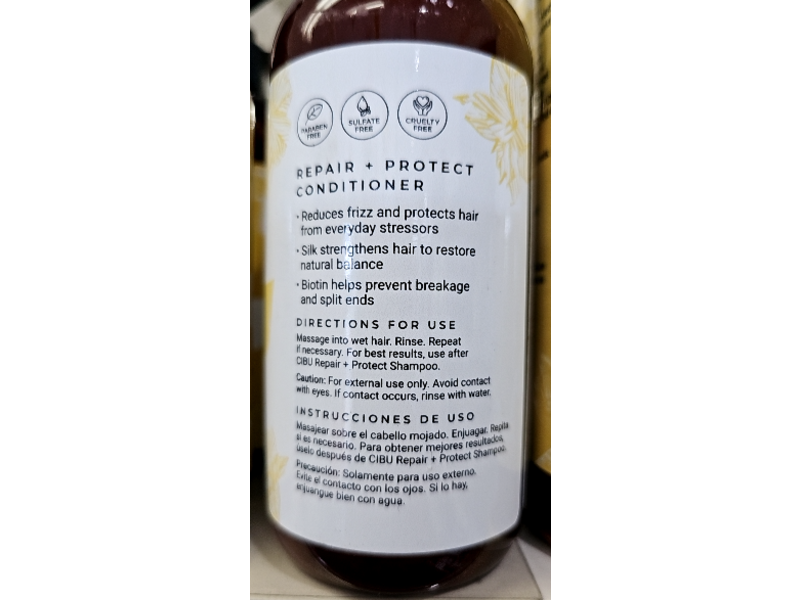 PARABEN
FREE
SULFATE
FREE
CRUELTY
FREE
REPAIR + PROTECT
CONDITIONER
• Reduces frizz and protects hair
from everyday stressors
• Silk strengthens hair to restore
natural balance
• Biotin helps prevent breakage
and split ends
DIRECTIONS FOR USE
Massage into wet hair. Rinse. Repeat
if necessary. For best results, use after
CIBU Repair + Protect Shampoo.
Caution: For external use only. Avoid contact
with eyes. If contact occurs, rinse with water.
INSTRUCCIONES DE USO
Masajear sobre el cabello mojado. Enjuagar. Repita
si es necesario. Para obtener mejores resultados,
uselo después de CIBU Repair + Protect Shampoo.
Precaución: Solamente para uso externo.
Evite el contacto con los ojos. Si lo hay,
enjuangue bien con agua.